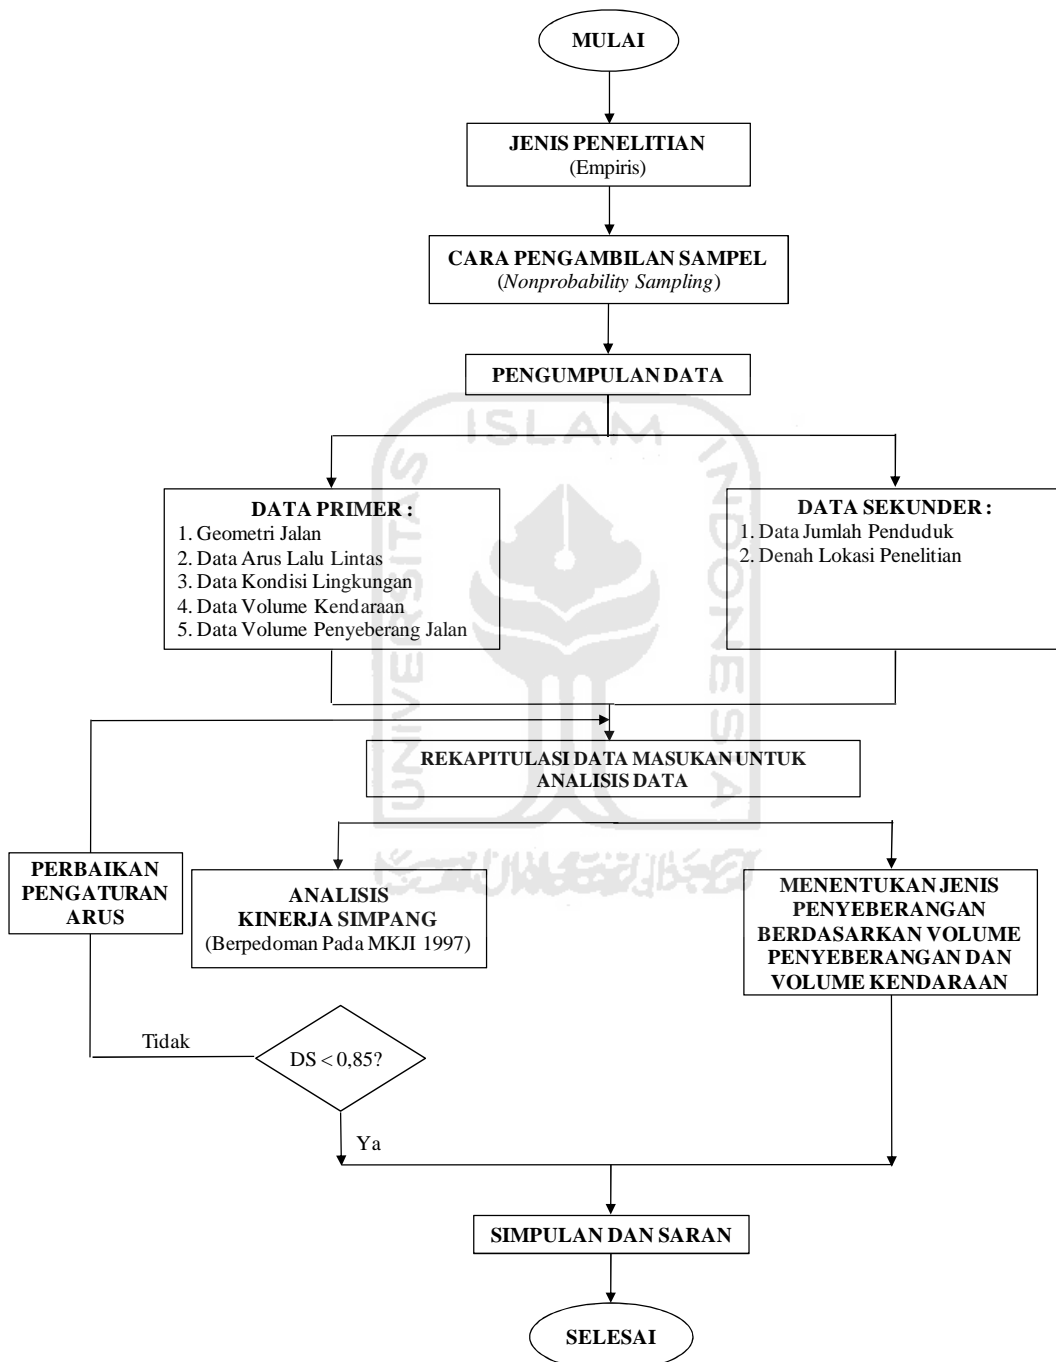 MULAI
JENIS PENELITIAN
(Empiris)
CARA PENGAMBILAN SAMPEL
(Nonprobability Sampling)
PENGUMPULAN DATA
DATA PRIMER :
1. Geometri Jalan
2. Data Arus Lalu Lintas
3. Data Kondisi Lingkungan
4. Data Volume Kendaraan
5. Data Volume Penyeberang Jalan
DATA SEKUNDER :
1. Data Jumlah Penduduk
2. Denah Lokasi Penelitian
UNIVERSITAS
ISLAM
INDONESIA
REKAPITULASI DATA MASUKAN UNTUK
ANALISIS DATA
PERBAIKAN
PENGATURAN
ARUS
ANALISIS
KINERJA SIMPANG
(Berpedoman Pada MKJI 1997)
MENENTUKAN JENIS
PENYEBERANGAN
BERDASARKAN VOLUME
PENYEBERANGAN DAN
VOLUME KENDARAAN
Tidak
DS < 0,85?
Ya
SIMPULAN DAN SARAN
SELESAI